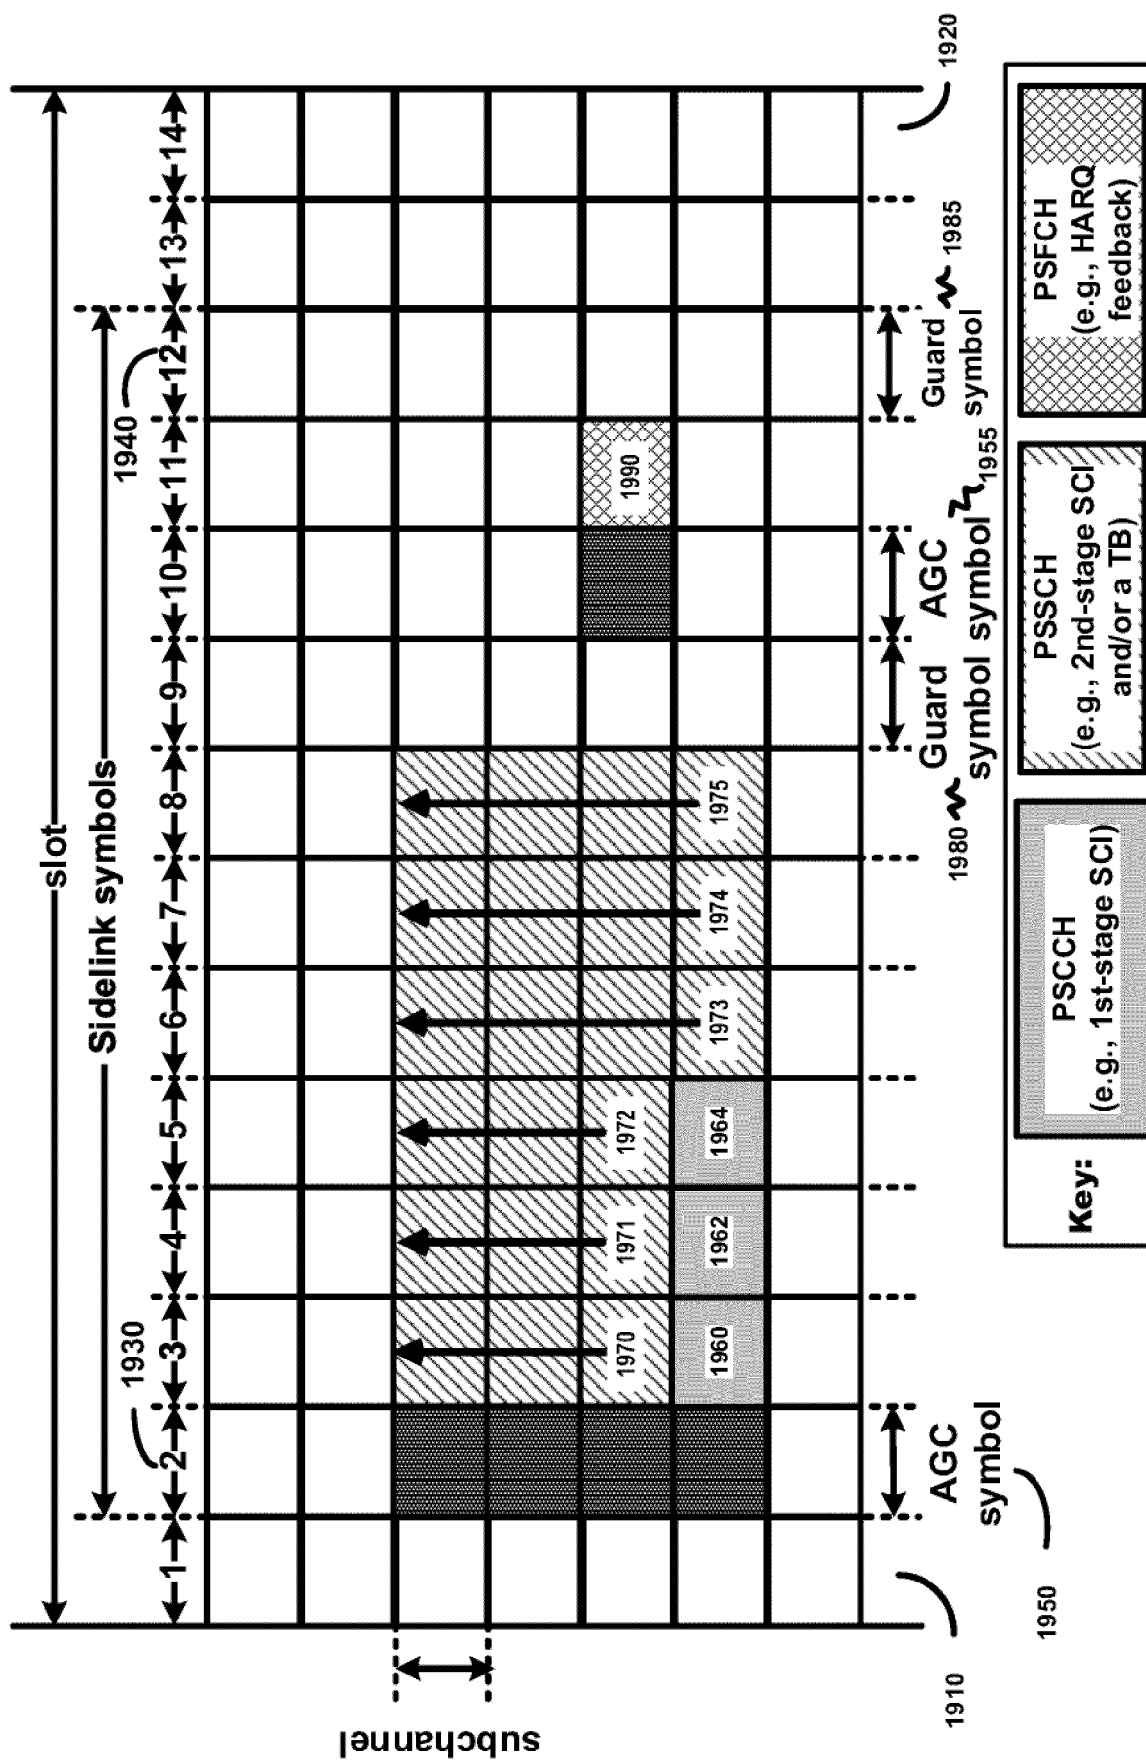 slot
Sidelink symbols
1930
1940
1
2
3
4
5
6
7
8
9
10
11
12
13
14
subchannel
1970
1971
1972
1973
1974
1975
1960
1962
1964
1990
1910
1950
AGC
symbol
1980
Guard
symbol
AGC
symbol
1955
Guard
symbol
1985
1920
Key:
PSCCH
(e.g., 1st-stage SCI)
PSSCH
(e.g., 2nd-stage SCI
and/or a TB)
PSFCH
(e.g., HARQ
feedback)